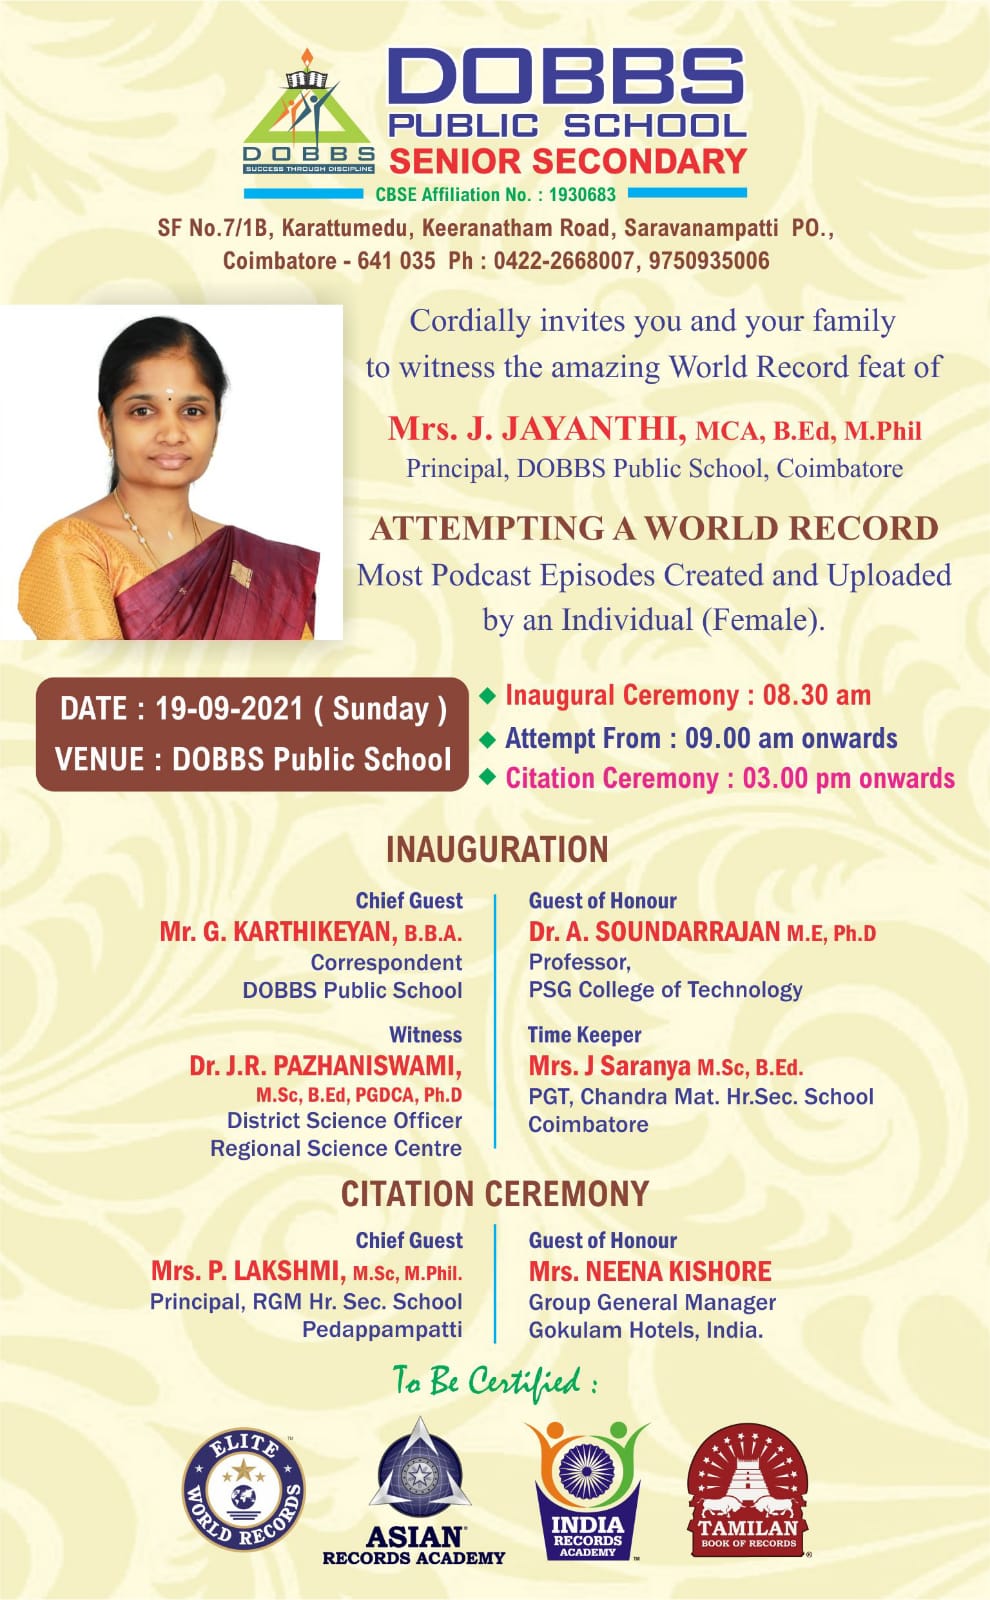 DOBBS
SUCCESS THROUGH DISCIPLINE
DOBBS
PUBLIC SCHOOL
SENIOR SECONDARY
CBSE Affiliation No. : 1930683
SF No.7/1B, Karattumedu, Keeranatham Road, Saravanampatti PO.,
Coimbatore - 641 035 Ph : 0422-2668007, 9750935006
Cordially invites you and your family
to witness the amazing World Record feat of
Mrs. J. JAYANTHI, MCA, B.Ed, M.Phil
Principal, DOBBS Public School, Coimbatore
ATTEMPTING A WORLD RECORD
Most Podcast Episodes Created and Uploaded
by an Individual (Female).
DATE : 19-09-2021 ( Sunday )
VENUE : DOBBS Public School
Inaugural Ceremony : 08.30 am
Attempt From : 09.00 am onwards
Citation Ceremony : 03.00 pm onwards
INAUGURATION
Chief Guest
Mr. G. KARTHIKEYAN, B.B.A.
Correspondent
DOBBS Public School
Guest of Honour
Dr. A. SOUNDARRAJAN M.E, Ph.D
Professor,
PSG College of Technology
Witness
Dr. J.R. PAZHANISWAMI,
M.Sc, B.Ed, PGDCA, Ph.D
District Science Officer
Regional Science Centre
Time Keeper
Mrs. J Saranya M.Sc, B.Ed.
PGT, Chandra Mat. Hr.Sec. School
Coimbatore
CITATION CEREMONY
Chief Guest
Mrs. P. LAKSHMI, M.Sc, M.Phil.
Principal, RGM Hr. Sec. School
Pedappampatti
Guest of Honour
Mrs. NEENA KISHORE
Group General Manager
Gokulam Hotels, India.
To Be Certified :
ELITE
WORLD RECORDS
™
ASIAN®
RECORDS ACADEMY
INDIA
RECORDS
ACADEMY
™
TAMILAN
BOOK OF RECORDS
®